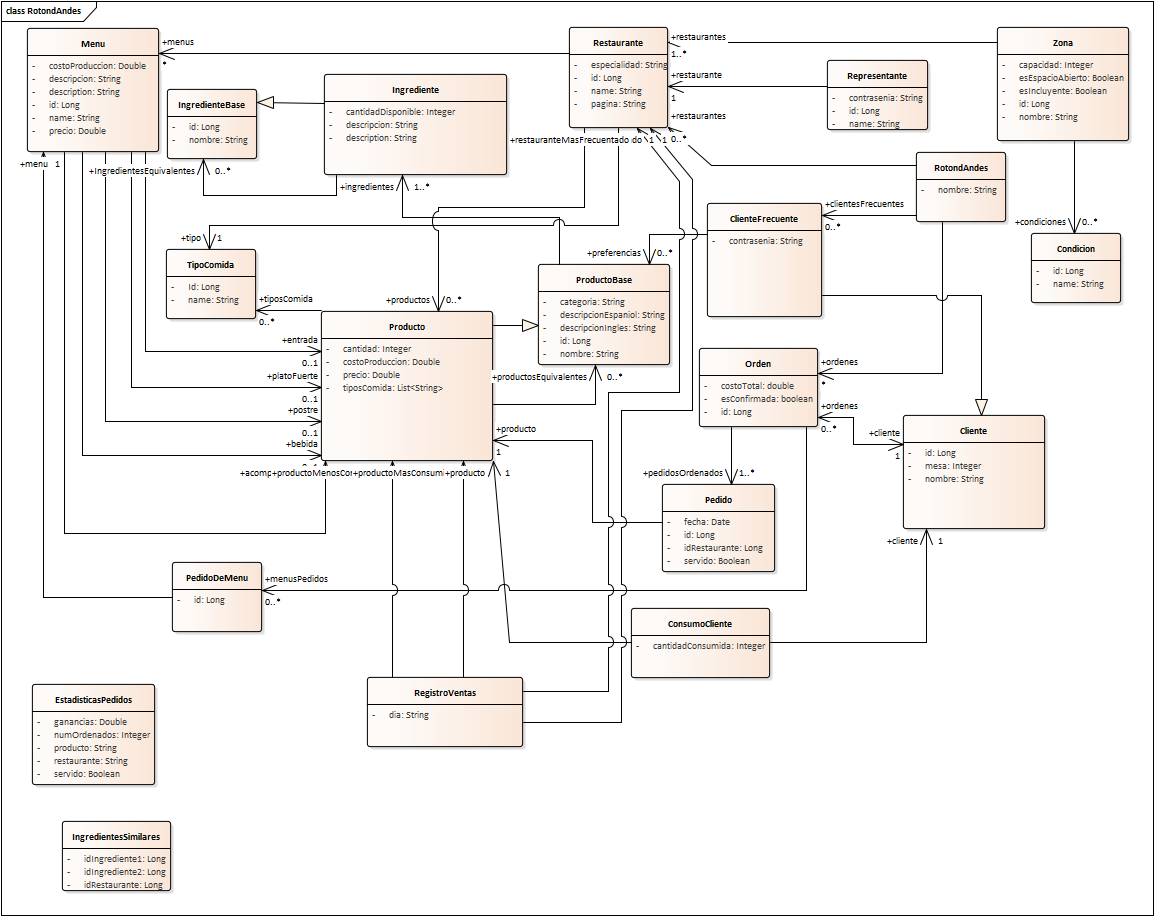 class RotondAndes
Menu
- costoProduccion: Double
- descripcion: String
- description: String
- id: Long
- name: String
- precio: Double
+menus
*
+menu 1
IngredienteBase
- id: Long
- nombre: String
+IngredientesEquivalentes
0..*
Ingrediente
- cantidadDisponible: Integer
- descripcion: String
- description: String
+ingredientes
1..*
Restaurante
- especialidad: String
- id: Long
- name: String
- pagina: String
+restaurantes
1..*
+restaurante
1
+restaurantes
0..*
+restauranteMasFrecuentado
do
1
1
Representante
- contrasenia: String
- id: Long
- name: String
Zona
- capacidad: Integer
- esEspacioAbierto: Boolean
- esIncluyente: Boolean
- id: Long
- nombre: String
RotondAndes
- nombre: String
+condiciones
0..*
Condicion
- id: Long
- name: String
ClienteFrecuente
- contrasenia: String
+clientesFrecuentes
0..*
+preferencias
0..*
+tipo
1
TipoComida
- Id: Long
- name: String
+tiposComida
0..*
+productos
0..*
ProductoBase
- categoria: String
- descripcionEspaniol: String
- descripcionIngles: String
- id: Long
- nombre: String
+productosEquivalentes
0..*
Producto
- cantidad: Integer
- costoProduccion: Double
- precio: Double
- tiposComida: List<String>
+entrada
0..1
+platoFuerte
0..1
+postre
0..1
+bebida
+producto
1
+productoMasConsum
+producto
1
Orden
- costoTotal: double
- esConfirmada: boolean
- id: Long
+ordenes
*
+ordenes
0..*
+cliente
1
Cliente
- id: Long
- mesa: Integer
- nombre: String
+cliente
1
+pedidosOrdenados
1..*
Pedido
- fecha: Date
- id: Long
- idRestaurante: Long
- servido: Boolean
PedidoDeMenu
- id: Long
+menusPedidos
0..*
ConsumoCliente
- cantidadConsumida: Integer
RegistroVentas
- dia: String
EstadisticasPedidos
- ganancias: Double
- numOrdenados: Integer
- producto: String
- restaurante: String
- servido: Boolean
IngredientesSimilares
- idIngrediente1: Long
- idIngrediente2: Long
- idRestaurante: Long